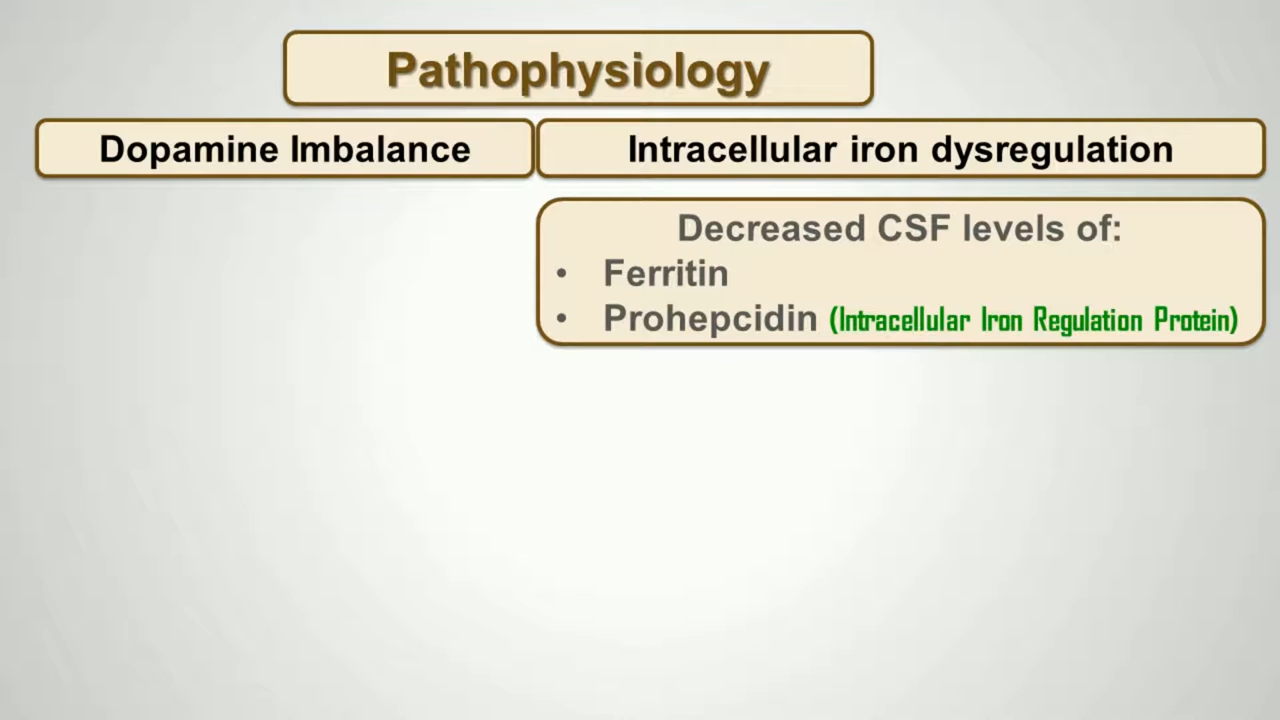 Pathophysiology
Dopamine Imbalance
Intracellular iron dysregulation
Decreased CSF levels of:
• Ferritin
• Prohepcidin (Intracellular Iron Regulation Protein)